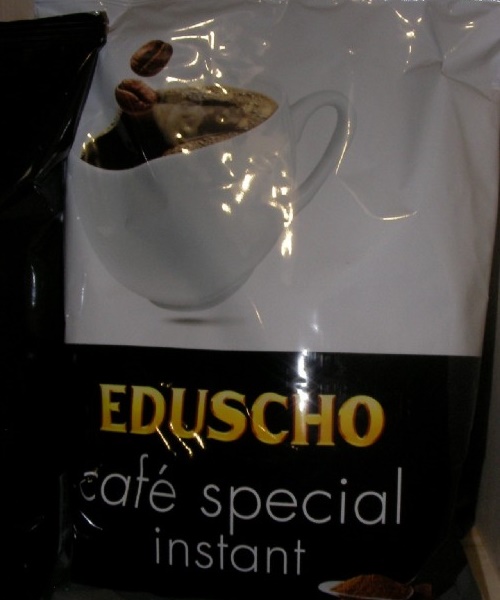 EDUSCHO
café special
instant